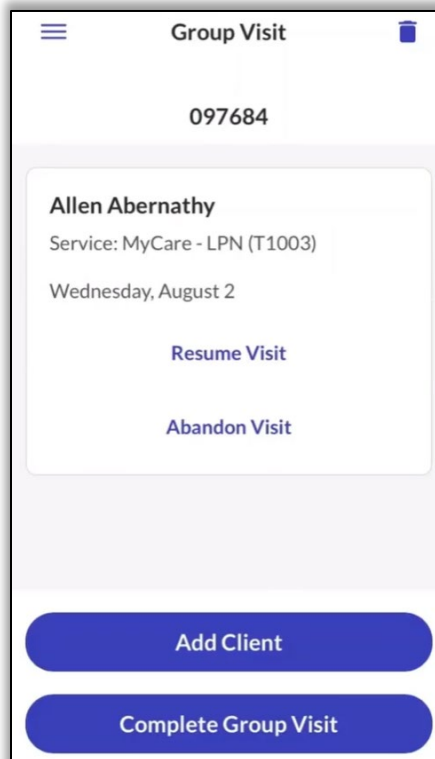 Group Visit
097684
Allen Abernathy
Service: MyCare - LPN (T1003)
Wednesday, August 2
Resume Visit
Abandon Visit
Add Client
Complete Group Visit